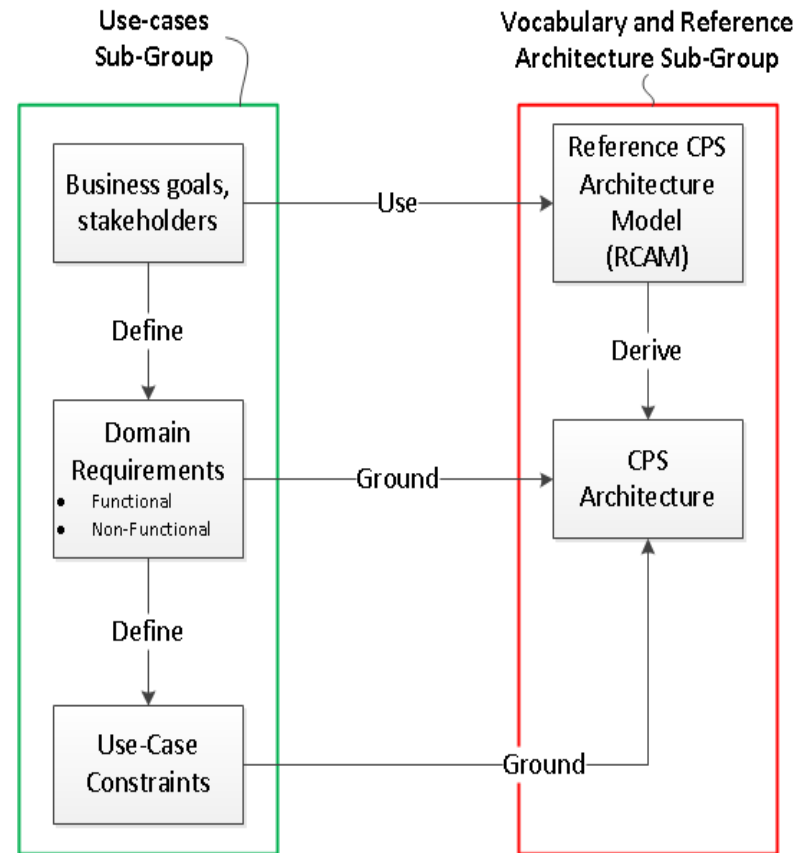 Use-cases
Sub-Group
Vocabulary and Reference
Architecture Sub-Group
Business goals,
stakeholders
Use
Reference CPS
Architecture
Model
(RCAM)
Define
Derive
Domain
Requirements
• Functional
• Non-Functional
Ground
CPS
Architecture
Define
Use-Case
Constraints
Ground